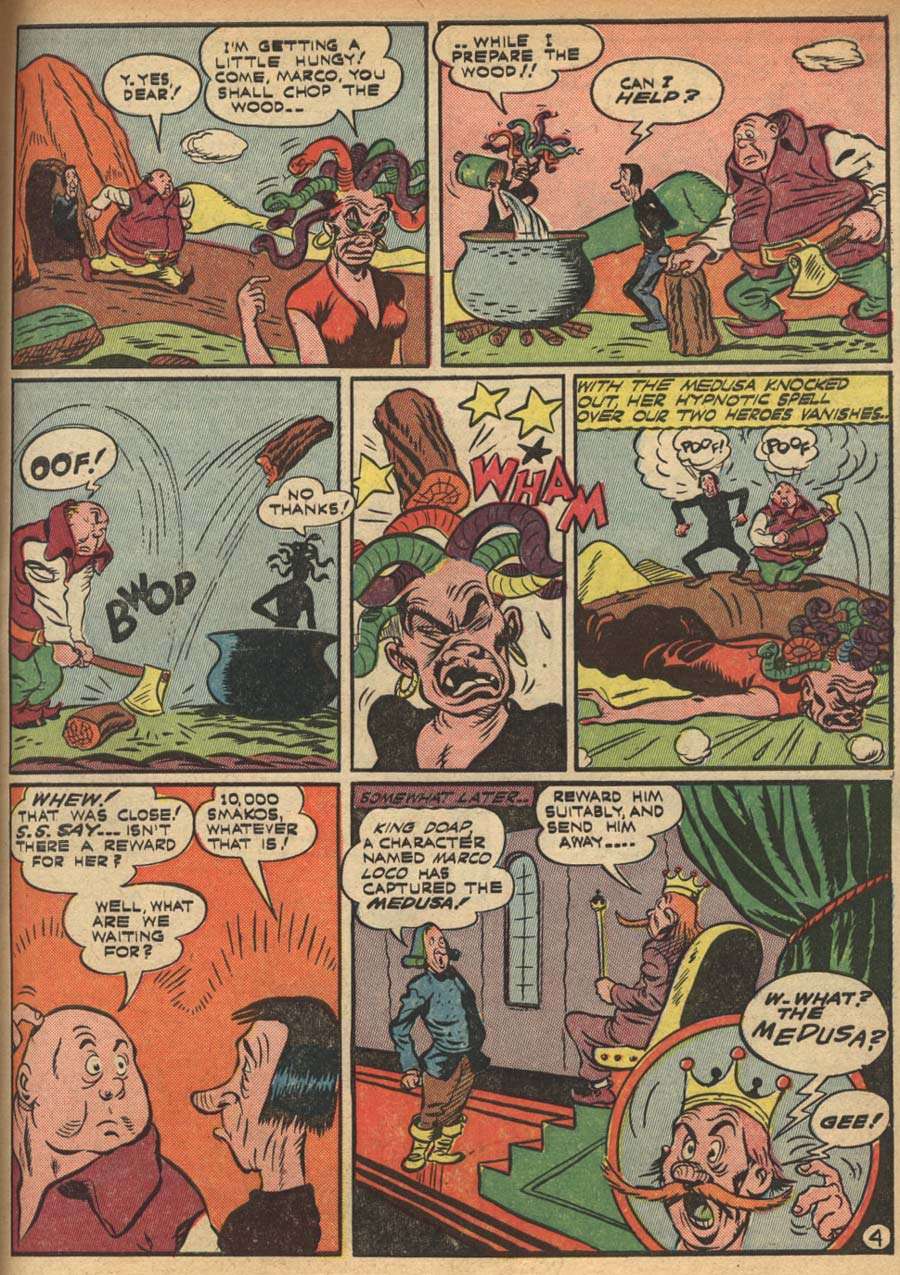 Y. YES,
DEAR!
I'M GETTING A
LITTLE HUNGY!
COME, MARCO, YOU
SHALL CHOP THE
WOOD--
..WHILE I
PREPARE THE
WOOD!!
CAN I
HELP?
OOF!
BWOP
NO
THANKS!
WHAM
WITH THE MEDUSA KNOCKED
OUT, HER HYPNOTIC SPELL
OVER OUR TWO HEROES VANISHES..
POOF!
POOF
WHEW!
THAT WAS CLOSE!
S.S. SAY... ISN'T
THERE A REWARD
FOR HER?
10,000
SMAKOS,
WHATEVER
THAT IS!
WELL, WHAT
ARE WE
WAITING
FOR?
SOMEWHAT LATER..
KING DOAP,
A CHARACTER
NAMED MARCO
LOCO HAS
CAPTURED THE
MEDUSA!
REWARD HIM
SUITABLY, AND
SEND HIM
AWAY....
W-WHAT?
THE
MEDUSA?
GEE!
4